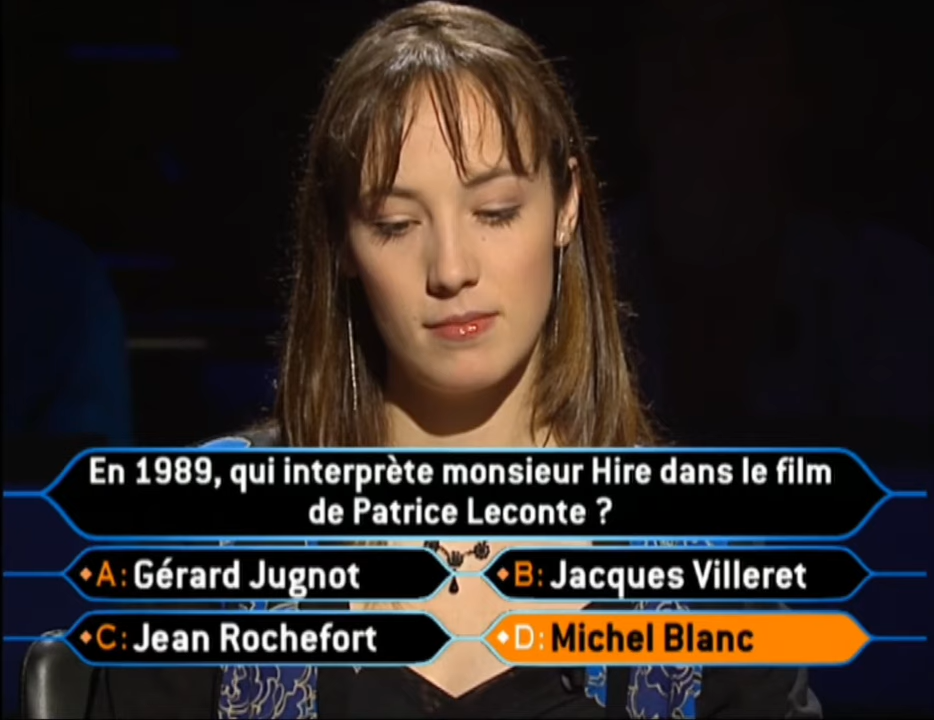 En 1989, qui interprète monsieur Hire dans le film
de Patrice Leconte ?
A: Gérard Jugnot
B: Jacques Villeret
C: Jean Rochefort
D: Michel Blanc